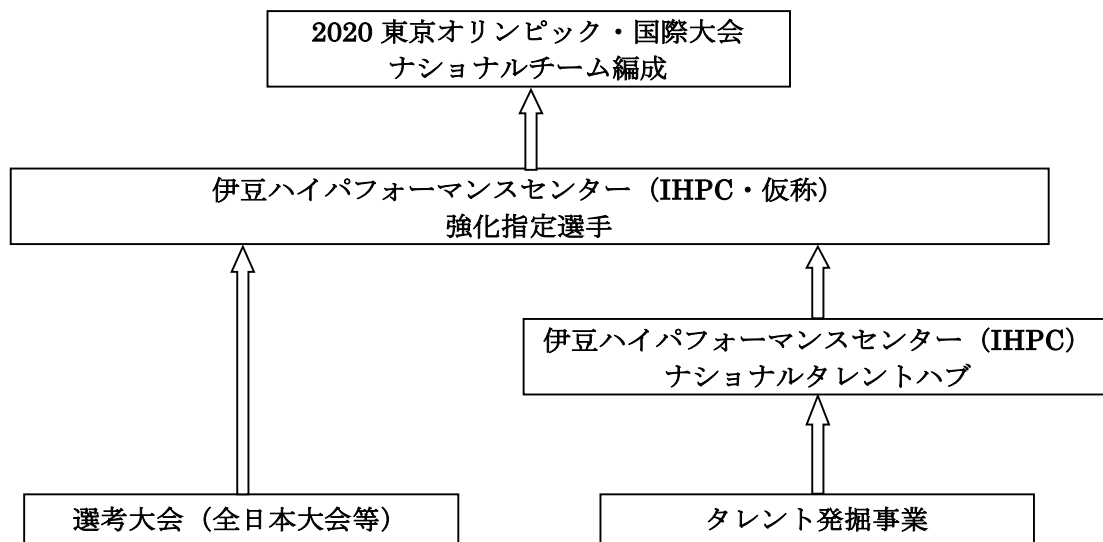 2020 東京オリンピック・国際大会
ナショナルチーム編成
伊豆ハイパフォーマンスセンター（IHPC・仮称）
強化指定選手
伊豆ハイパフォーマンスセンター（IHPC）
ナショナルタレントハブ
選考大会（全日本大会等）
タレント発掘事業